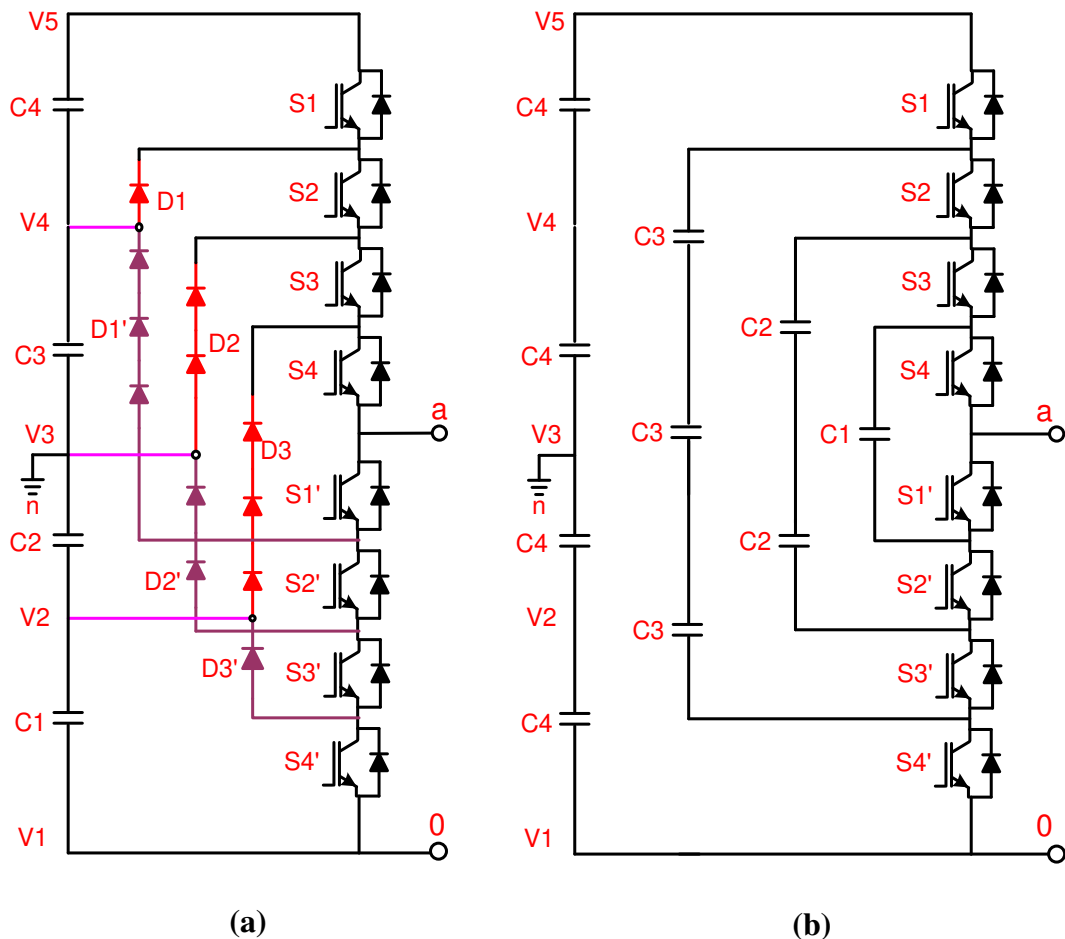 V5
C4
S1
D1
S2
V4
S3
D1'
D2
C3
S4
a
V3
D3
n
S1'
C2
D2'
S2'
V2
D3'
S3'
C1
S4'
V1
0
(a)
V5
C4
S1
S2
V4
C3
S3
C2
C4
S4
a
V3
C3
C1
n
S1'
C4
C2
S2'
V2
C3
S3'
C4
S4'
V1
0
(b)